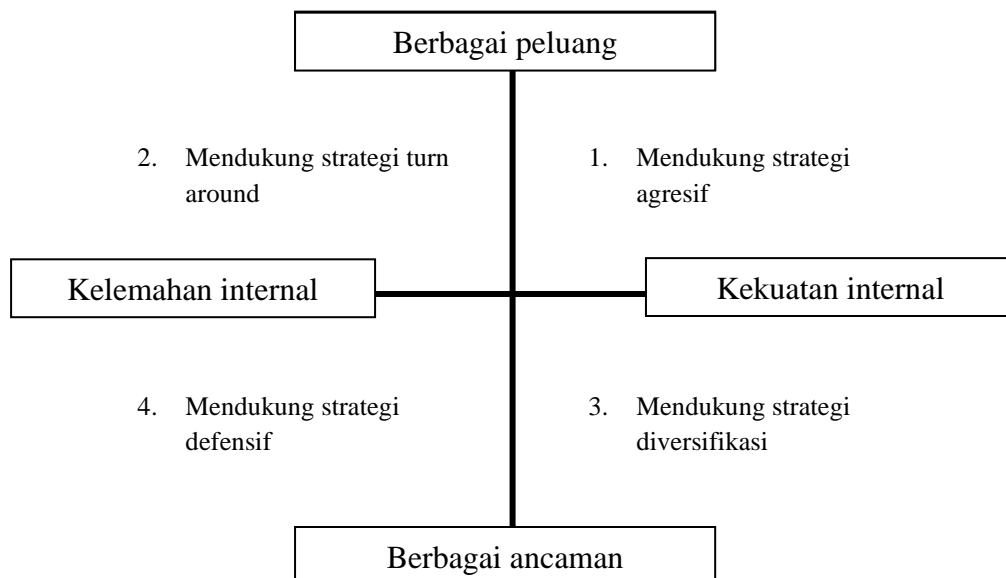 Berbagai peluang
2. Mendukung strategi turn
around
1. Mendukung strategi
agresif
Kelemahan internal
Kekuatan internal
4. Mendukung strategi
defensif
3. Mendukung strategi
diversifikasi
Berbagai ancaman